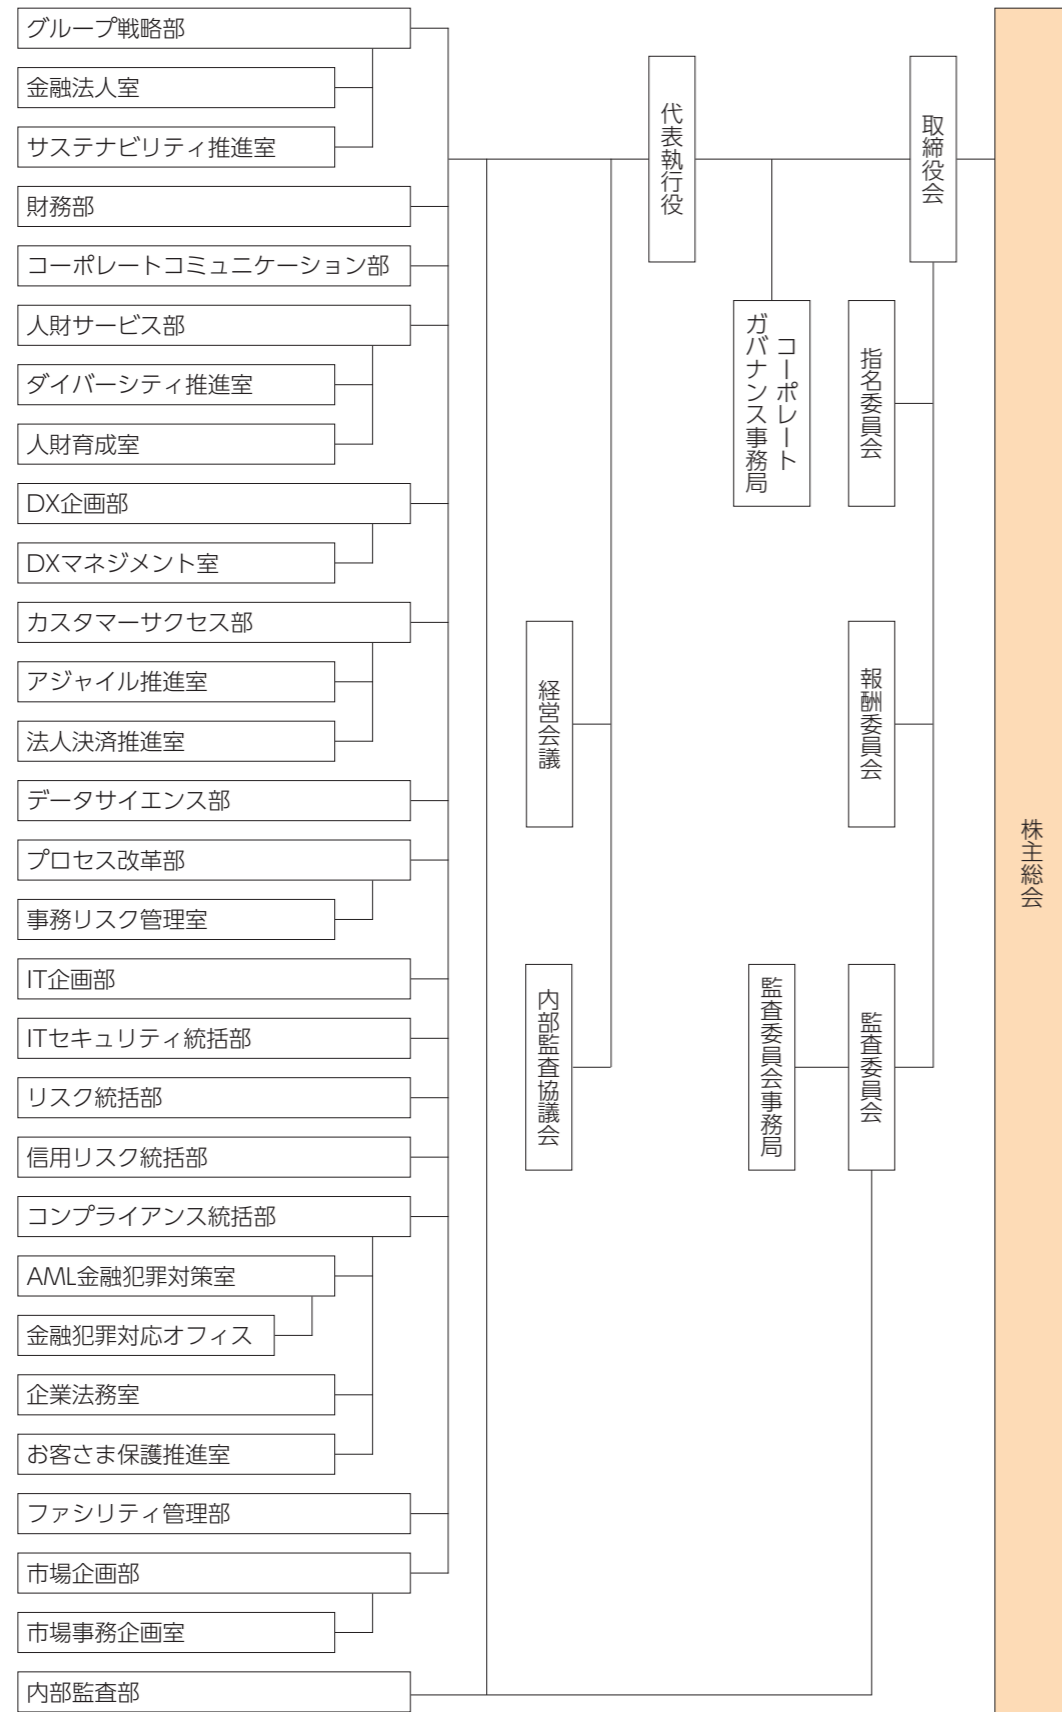 株主総会
取締役会
指名委員会
報酬委員会
監査委員会
監査委員会事務局
コーポレート
ガバナンス事務局
代表執行役
経営会議
内部監査協議会
グループ戦略部
金融法人室
サステナビリティ推進室
財務部
コーポレートコミュニケーション部
人財サービス部
ダイバーシティ推進室
人財育成室
DX企画部
DXマネジメント室
カスタマーサクセス部
アジャイル推進室
法人決済推進室
データサイエンス部
プロセス改革部
事務リスク管理室
IT企画部
ITセキュリティ統括部
リスク統括部
信用リスク統括部
コンプライアンス統括部
AML金融犯罪対策室
金融犯罪対応オフィス
企業法務室
お客さま保護推進室
ファシリティ管理部
市場企画部
市場事務企画室
内部監査部